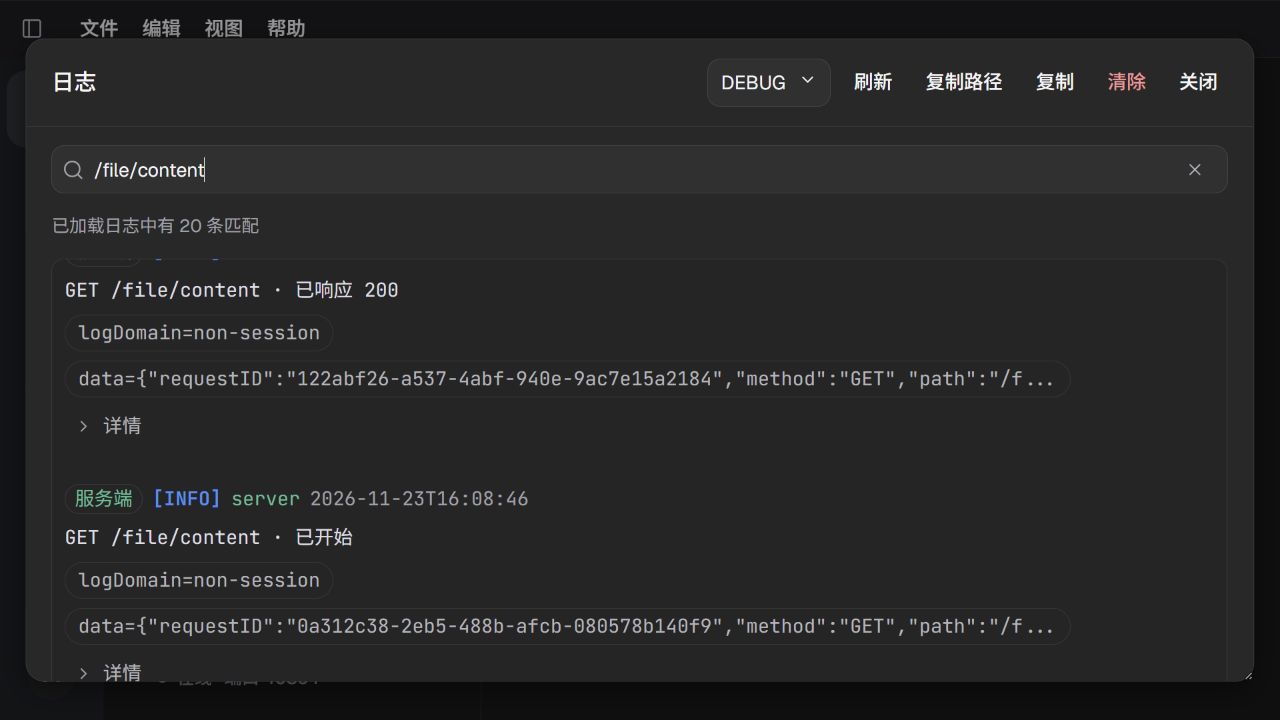 文件 编辑 视图 帮助
日志 DEBUG 刷新 复制路径 复制 清除 关闭
/file/content
已加载日志中有 20 条匹配
GET /file/content · 已响应 200
logDomain=non-session
data={"requestID":"122abf26-a537-4abf-940e-9ac7e15a2184","method":"GET","path":"/f...
详情
服务端 [INFO] server 2026-11-23T16:08:46
GET /file/content · 已开始
logDomain=non-session
data={"requestID":"0a312c38-2eb5-488b-afcb-080578b140f9","method":"GET","path":"/f...
详情